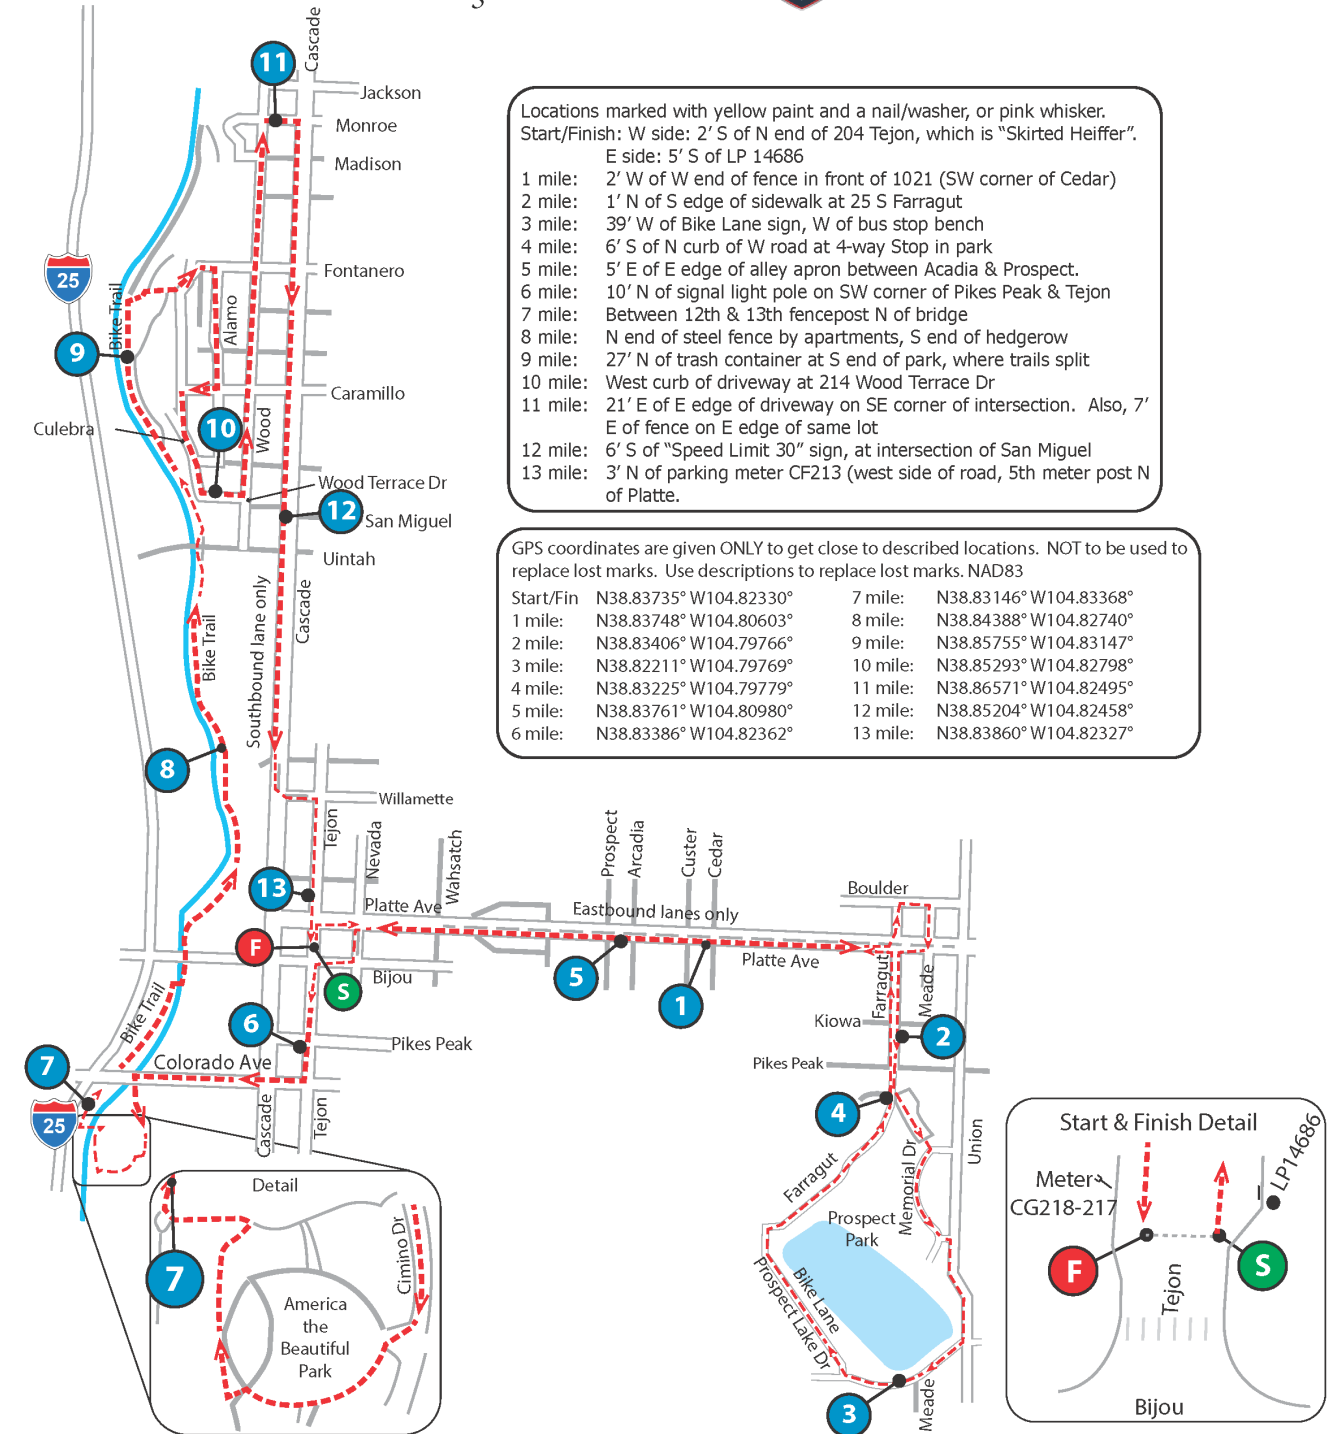 Cascade
11
Jackson
Monroe
Madison
Locations marked with yellow paint and a nail/washer, or pink whisker.
Start/Finish: W side: 2' S of N end of 204 Tejon, which is "Skirted Heiffer".
E side: 5' S of LP 14686
1 mile: 2' W of W end of fence in front of 1021 (SW corner of Cedar)
2 mile: 1' N of S edge of sidewalk at 25 S Farragut
3 mile: 39' W of Bike Lane sign, W of bus stop bench
4 mile: 6' S of N curb of W road at 4-way Stop in park
5 mile: 5' E of E edge of alley apron between Acadia & Prospect.
6 mile: 10' N of signal light pole on SW corner of Pikes Peak & Tejon
7 mile: Between 12th & 13th fencepost N of bridge
8 mile: N end of steel fence by apartments, S end of hedgerow
9 mile: 27' N of trash container at S end of park, where trails split
10 mile: West curb of driveway at 214 Wood Terrace Dr
11 mile: 21' E of E edge of driveway on SE corner of intersection. Also, 7'
E of fence on E edge of same lot
12 mile: 6' S of "Speed Limit 30" sign, at intersection of San Miguel
13 mile: 3' N of parking meter CF213 (west side of road, 5th meter post N
of Platte.
Fontanero
25
Bike Trail
Alamo
9
Caramillo
Culebra
10
Wood
Wood Terrace Dr
12
San Miguel
Uintah
GPS coordinates are given ONLY to get close to described locations. NOT to be used to
replace lost marks. Use descriptions to replace lost marks. NAD83
Start/Fin N38.83735° W104.82330° 7 mile: N38.83146° W104.83368°
1 mile: N38.83748° W104.80603° 8 mile: N38.84388° W104.82740°
2 mile: N38.83406° W104.79766° 9 mile: N38.85755° W104.83147°
3 mile: N38.82211° W104.79769° 10 mile: N38.85293° W104.82798°
4 mile: N38.83225° W104.79779° 11 mile: N38.86571° W104.82495°
5 mile: N38.83761° W104.80980° 12 mile: N38.85204° W104.82458°
6 mile: N38.83386° W104.82362° 13 mile: N38.83860° W104.82327°
Southbound lane only
Cascade
Bike Trail
8
Willamette
Tejon
Nevada
Wahsatch
Prospect
Arcadia
Custer
Cedar
13
Platte Ave
Eastbound lanes only
Boulder
F
S
Bijou
5
1
Platte Ave
Farragut
Meade
Bike Trail
6
Pikes Peak
Kiowa
2
Pikes Peak
Colorado Ave
7
25
Cascade
Tejon
4
Union
Farragut
Memorial Dr
Prospect
Park
Bike Lane
Prospect Lake Dr
3
Meade
Detail
Cimino Dr
7
America
the
Beautiful
Park
Start & Finish Detail
Meter
CG218-217
LP14686
F
S
Tejon
Bijou